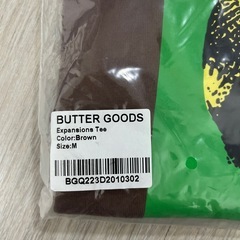 BUTTER GOODS
Expansions Tee
Color:Brown
Size:M
BGQ223D2010302